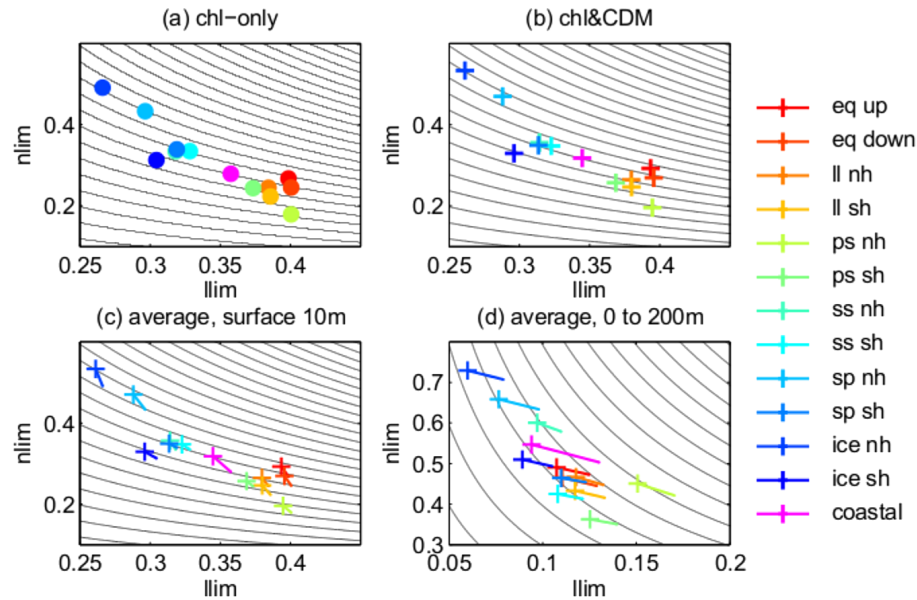 (a) chl−only
(b) chl&CDM
nlim
0.4
0.2
0.25
0.3
0.35
0.4
llim
nlim
0.4
0.2
0.25
0.3
0.35
0.4
llim
(c) average, surface 10m
(d) average, 0 to 200m
nlim
0.4
0.2
0.25
0.3
0.35
0.4
llim
nlim
0.7
0.6
0.5
0.4
0.3
0.05
0.1
0.15
0.2
llim
eq up
eq down
ll nh
ll sh
ps nh
ps sh
ss nh
ss sh
sp nh
sp sh
ice nh
ice sh
coastal